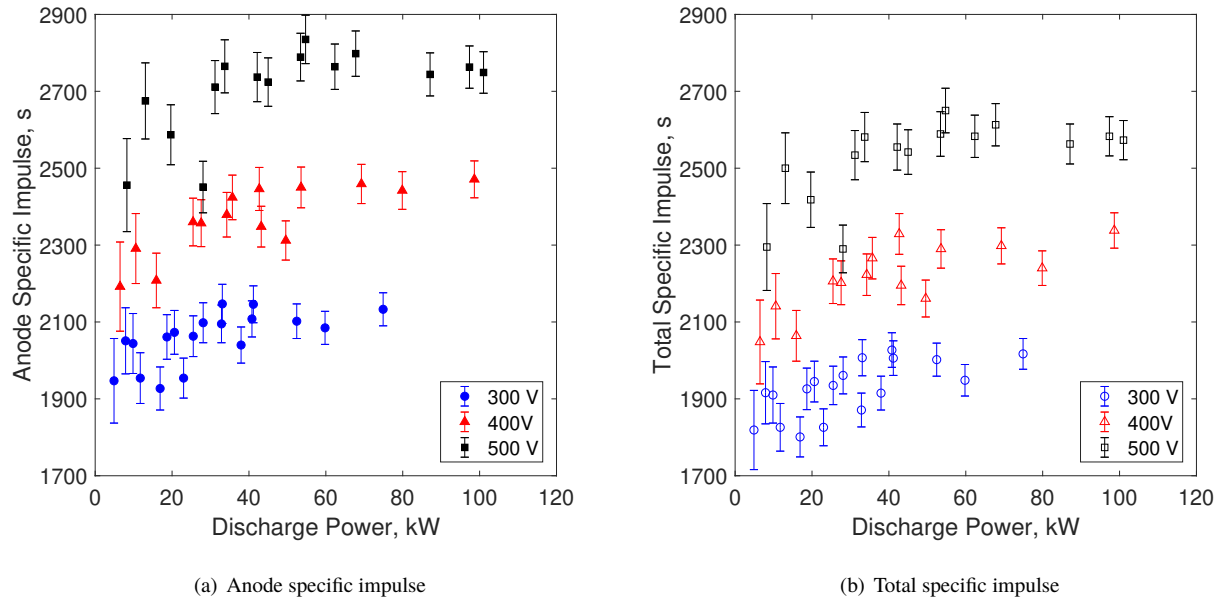 2900
2700
2500
2300
2100
1900
1700
Anode Specific Impulse, s
0 20 40 60 80 100 120
Discharge Power, kW
300 V
400V
500 V
(a) Anode specific impulse
2900
2700
2500
2300
2100
1900
1700
Total Specific Impulse, s
0 20 40 60 80 100 120
Discharge Power, kW
300 V
400V
500 V
(b) Total specific impulse